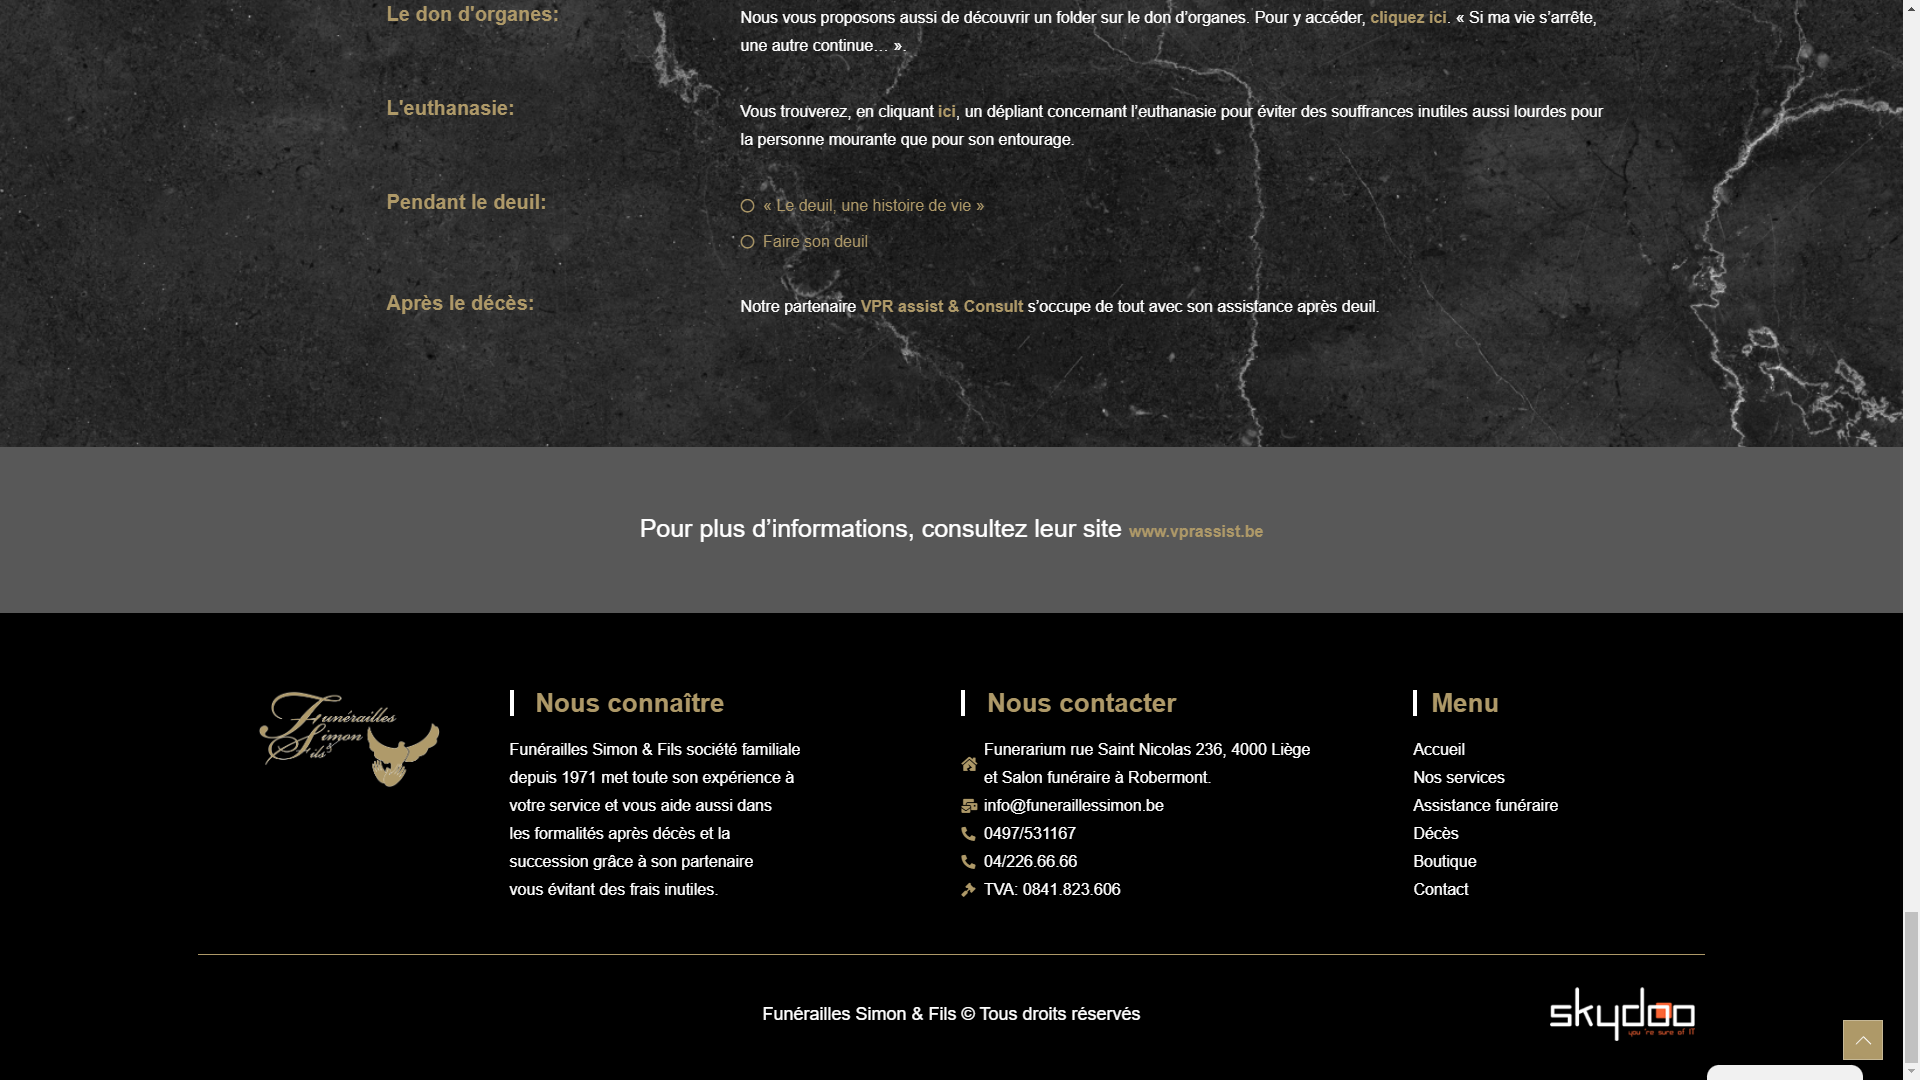 Le don d'organes:
Nous vous proposons aussi de découvrir un folder sur le don d’organes. Pour y accéder, cliquez ici. « Si ma vie s’arrête,
une autre continue… ».
L'euthanasie:
Vous trouverez, en cliquant ici, un dépliant concernant l’euthanasie pour éviter des souffrances inutiles aussi lourdes pour
la personne mourante que pour son entourage.
Pendant le deuil:
« Le deuil, une histoire de vie »
Faire son deuil
Après le décès:
Notre partenaire VPR assist & Consult s’occupe de tout avec son assistance après deuil.
Pour plus d’informations, consultez leur site www.vprassist.be
Funérailles
Simon
&
Fils
Nous connaître
Funérailles Simon & Fils société familiale
depuis 1971 met toute son expérience à
votre service et vous aide aussi dans
les formalités après décès et la
succession grâce à son partenaire
vous évitant des frais inutiles.
Nous contacter
Funerarium rue Saint Nicolas 236, 4000 Liège
et Salon funéraire à Robermont.
info@funeraillessimon.be
0497/531167
04/226.66.66
TVA: 0841.823.606
Menu
Accueil
Nos services
Assistance funéraire
Décès
Boutique
Contact
Funérailles Simon & Fils © Tous droits réservés
skydoo
you 're sure of IT